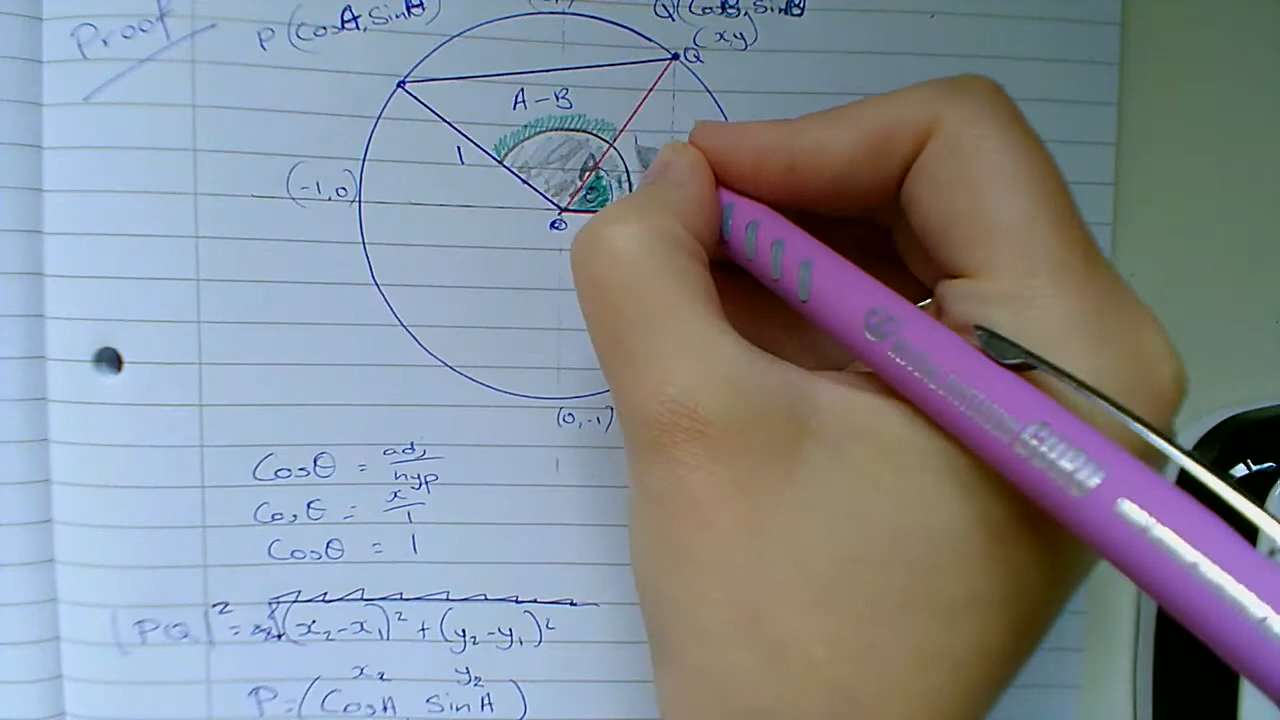 Proof
P(CosA, SinA)
Q(CosB, SinB)
(x,y)
Q
A-B
1
(-1,0)
A
O
(0,-1)
Cosθ = adj/hyp
Cosθ = x/1
Cosθ = 1
|PQ|² = (x₂-x₁)² + (y₂-y₁)²
x₂ y₂
P=(CosA SinA)